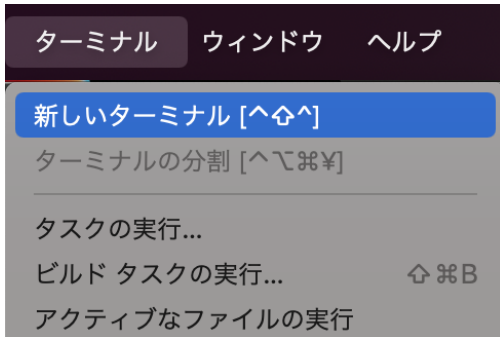 ターミナル ウィンドウ ヘルプ
新しいターミナル [^⇧^]
ターミナルの分割 [^⌥⌘¥]
タスクの実行...
ビルド タスクの実行... ⇧⌘B
アクティブなファイルの実行